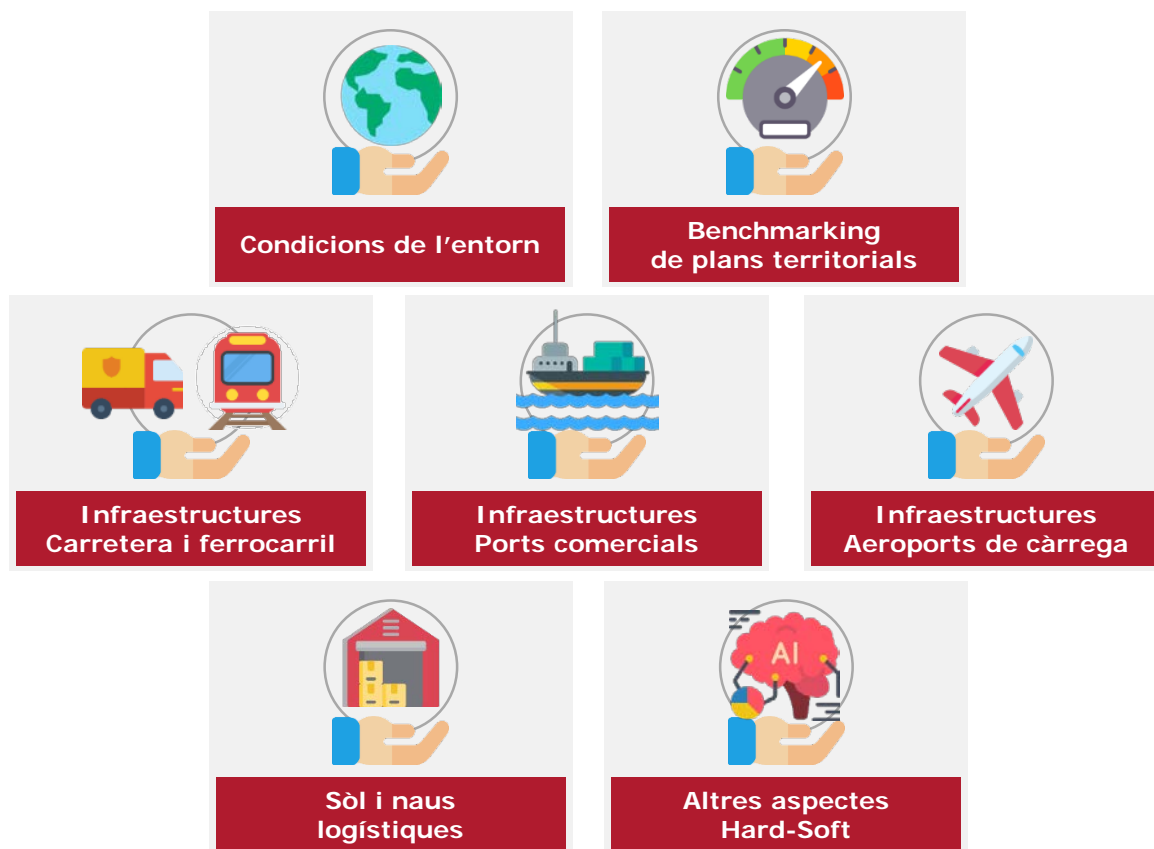 Condicions de l'entorn
Benchmarking
de plans territorials
Infraestructures
Carretera i ferrocarril
Infraestructures
Ports comercials
Infraestructures
Aeroports de càrrega
Sòl i naus
logístiques
AI
Altres aspectes
Hard-Soft